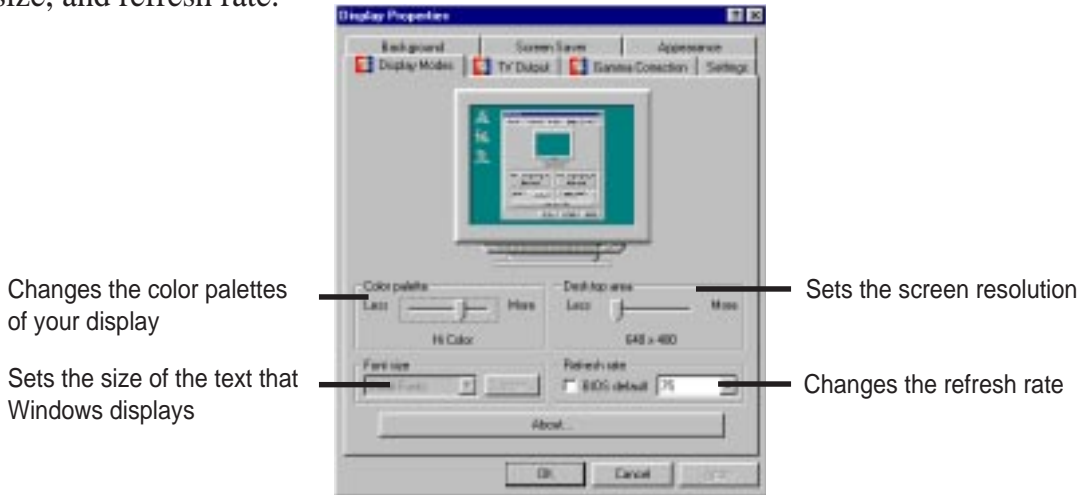 size, and refresh rate.
Display Properties
Background Screen Saver Appearance
Display Modes TV Output Gamma Correction Settings
Color palette
Less More
Hi Color
Desktop area
Less More
640 x 480
Font size
Refresh rate
BIOS default 75
About...
OK Cancel
Changes the color palettes
of your display
Sets the size of the text that
Windows displays
Sets the screen resolution
Changes the refresh rate